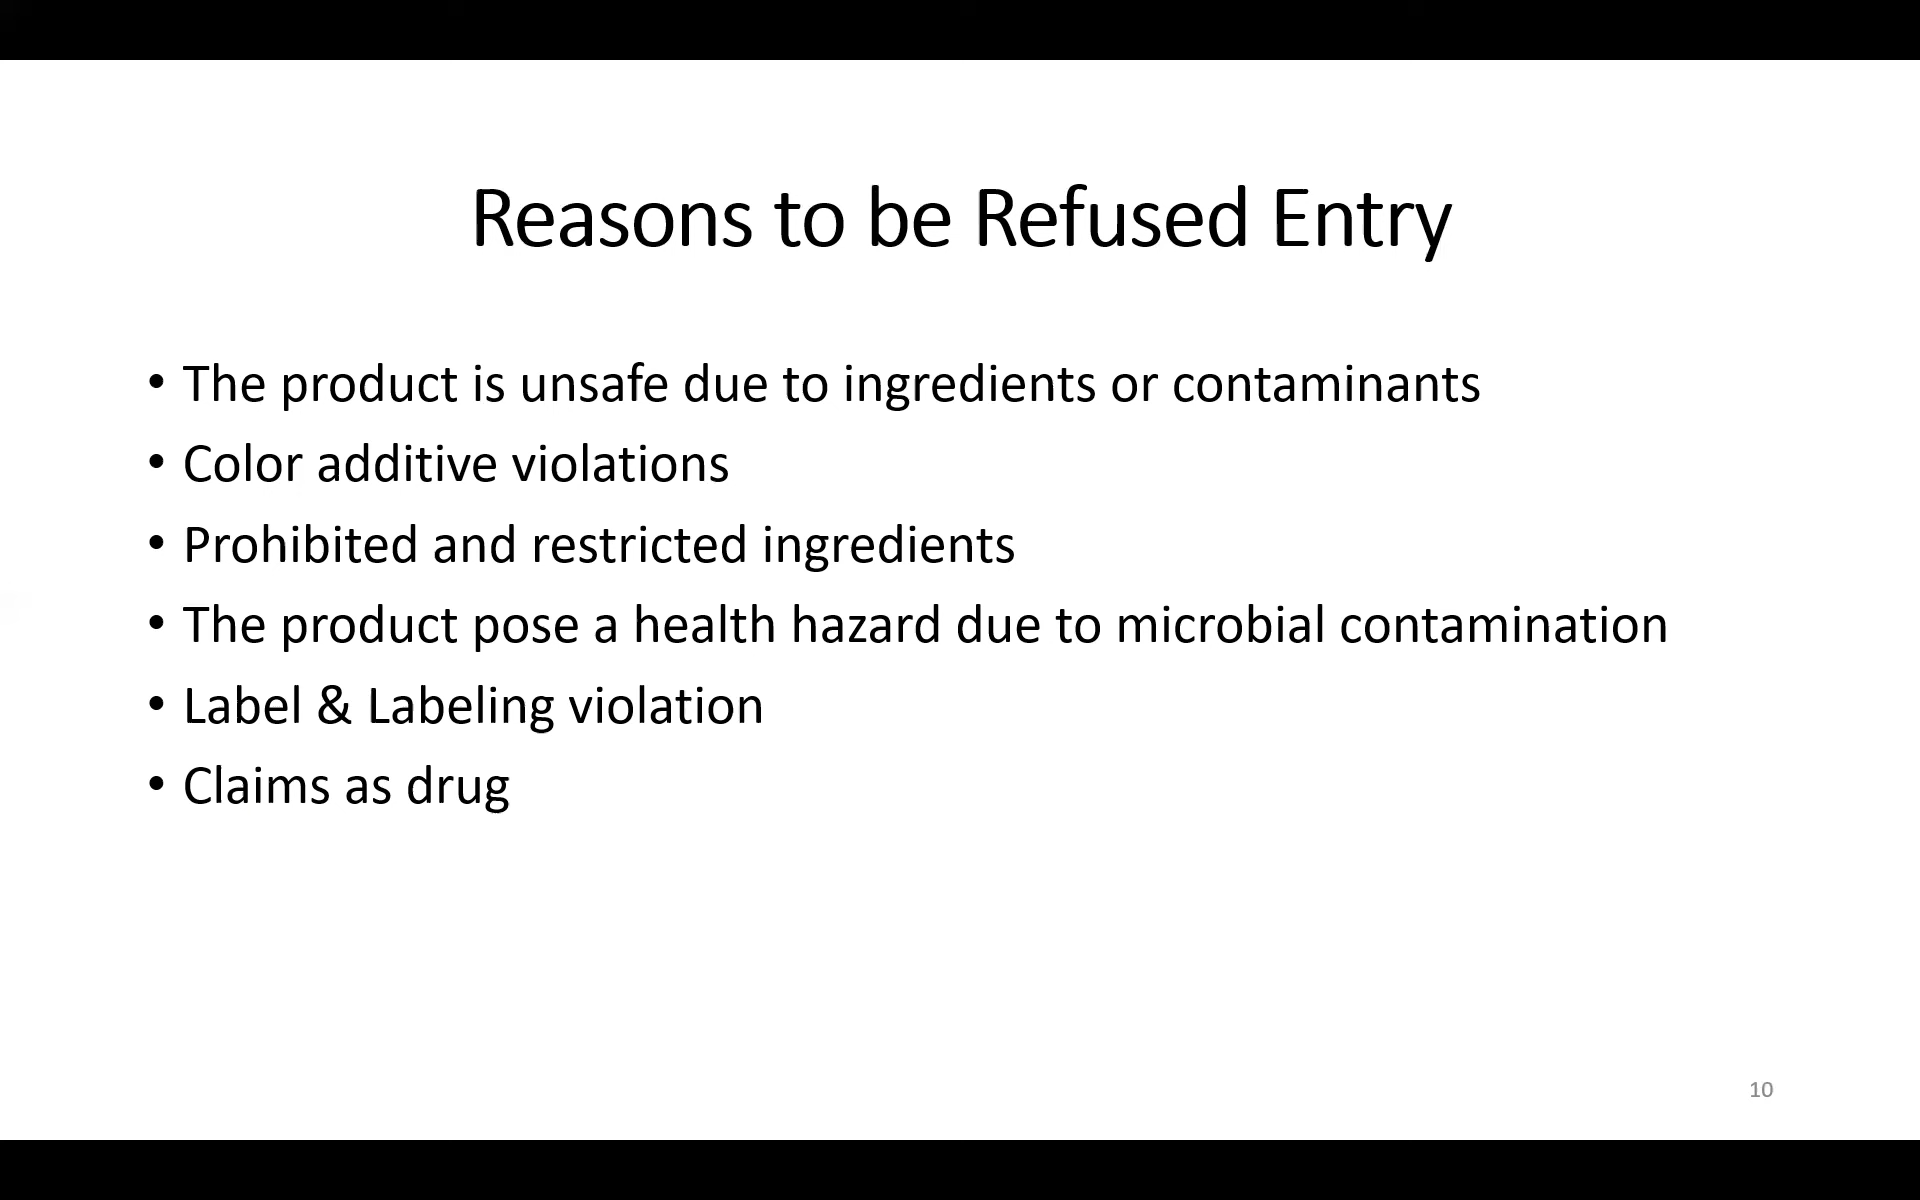 Reasons to be Refused Entry
• The product is unsafe due to ingredients or contaminants
• Color additive violations
• Prohibited and restricted ingredients
• The product pose a health hazard due to microbial contamination
• Label & Labeling violation
• Claims as drug
10